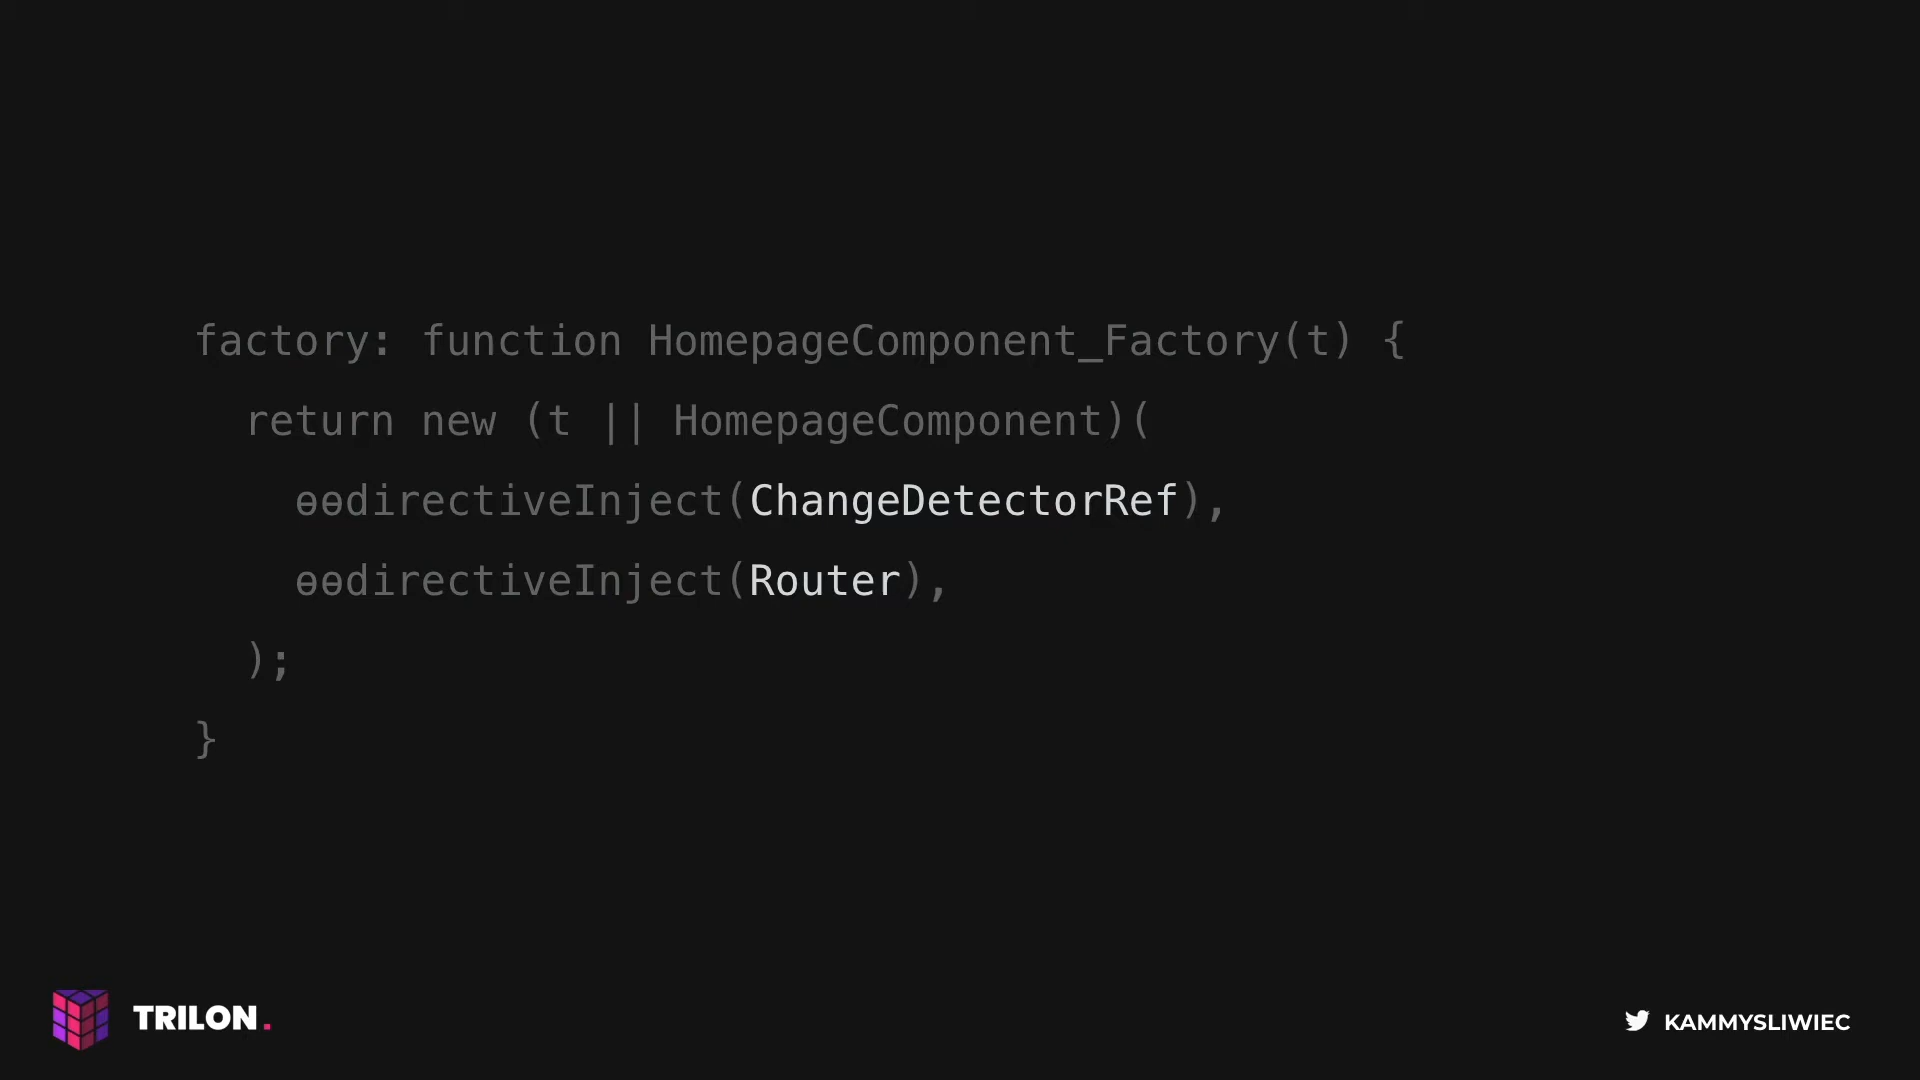 factory: function HomepageComponent_Factory(t) {
  return new (t || HomepageComponent)(
    ɵɵdirectiveInject(ChangeDetectorRef),
    ɵɵdirectiveInject(Router),
  );
}
TRILON.
KAMMYSLIWIEC